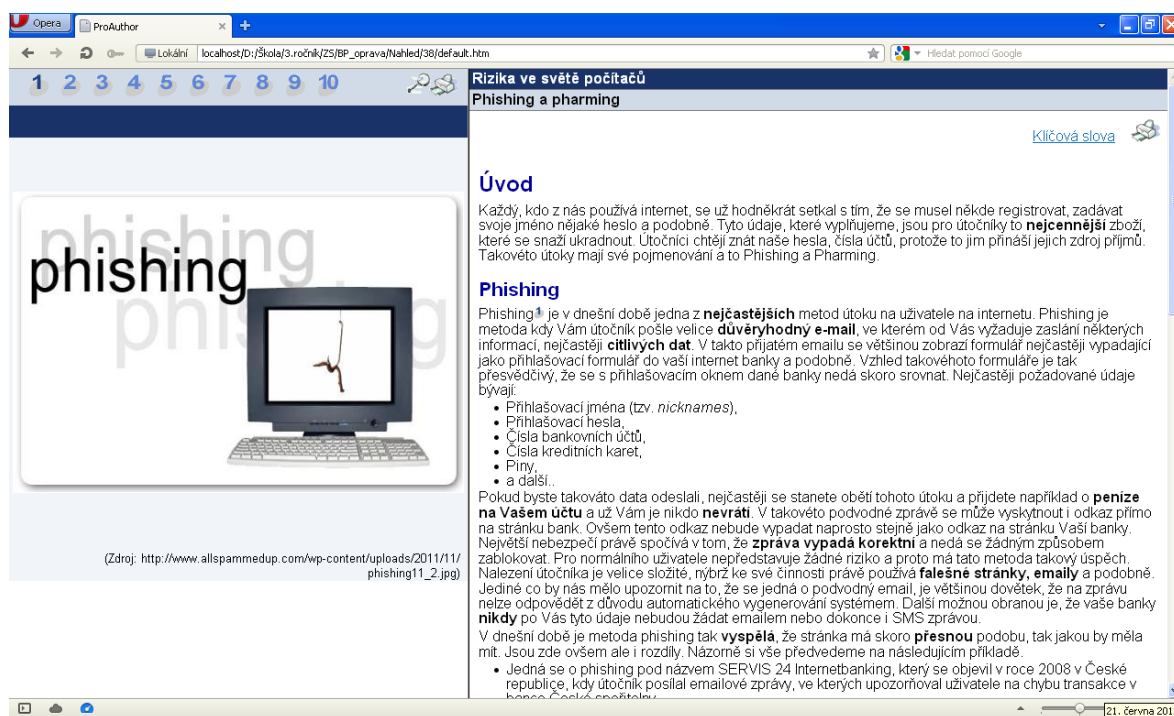 Opera
ProAuthor
Lokální
localhost/D:/Škola/3.ročník/ZS/BP_oprava/Nahled/38/default.htm
Hledat pomocí Google
1 2 3 4 5 6 7 8 9 10
Rizika ve světě počítačů
Phishing a pharming
Klíčová slova
phishing
phishing
phishing
(Zdroj: http://www.allspammedup.com/wp-content/uploads/2011/11/
phishing11_2.jpg)
Úvod
Každý, kdo z nás používá internet, se už hodněkrát setkal s tím, že se musel někde registrovat, zadávat
svoje jméno nějaké heslo a podobně. Tyto údaje, které vyplňujeme, jsou pro útočníky to nejcennější zboží,
které se snaží ukradnout. Útočníci chtějí znát naše hesla, čísla účtů, protože to jim přináší jejich zdroj příjmů.
Takovéto útoky mají své pojmenování a to Phishing a Pharming.
Phishing
Phishing1 je v dnešní době jedna z nejčastějších metod útoku na uživatele na internetu. Phishing je
metoda kdy Vám útočník pošle velice důvěryhodný e-mail, ve kterém od Vás vyžaduje zaslání některých
informací, nejčastěji citlivých dat. V takto přijatém emailu se většinou zobrazí formulář nejčastěji vypadající
jako přihlašovací formulář do vaší internet banky a podobně. Vzhled takovéhoto formuláře je tak
přesvědčivý, že se s přihlašovacím oknem dané banky nedá skoro srovnat. Nejčastěji požadované údaje
bývají:
• Přihlašovací jména (tzv. nicknames),
• Přihlašovací hesla,
• Čísla bankovních účtů,
• Čísla kreditních karet,
• Piny,
• a další..
Pokud byste takováto data odeslali, nejčastěji se stanete obětí tohoto útoku a přijdete například o peníze
na Vašem účtu a už Vám je nikdo nevrátí. V takovéto podvodné zprávě se může vyskytnout i odkaz přímo
na stránku bank. Ovšem tento odkaz nebude vypadat naprosto stejně jako odkaz na stránku Vaší banky.
Největší nebezpečí právě spočívá v tom, že zpráva vypadá korektní a nedá se žádným způsobem
zablokovat. Pro normálního uživatele nepředstavuje žádné riziko a proto má tato metoda takový úspěch.
Nalezení útočníka je velice složité, nýbrž ke své činnosti právě používá falešné stránky, emaily a podobně.
Jediné co by nás mělo upozornit na to, že se jedná o podvodný email, je většinou dovětek, že na zprávu
nelze odpovědět z důvodu automatického vygenerování systémem. Další možnou obranou je, že vaše banky
nikdy po Vás tyto údaje nebudou žádat emailem nebo dokonce i SMS zprávou.
V dnešní době je metoda phishing tak vyspělá, že stránka má skoro přesnou podobu, tak jakou by měla
mít. Jsou zde ovšem ale i rozdíly. Názorně si vše předvedeme na následujícím příkladě.
• Jedná se o phishing pod názvem SERVIS 24 Internetbanking, který se objevil v roce 2008 v České
republice, kdy útočník posílal emailové zprávy, ve kterých upozorňoval uživatele na chybu transakce v
bance České spořitelny
21. června 201